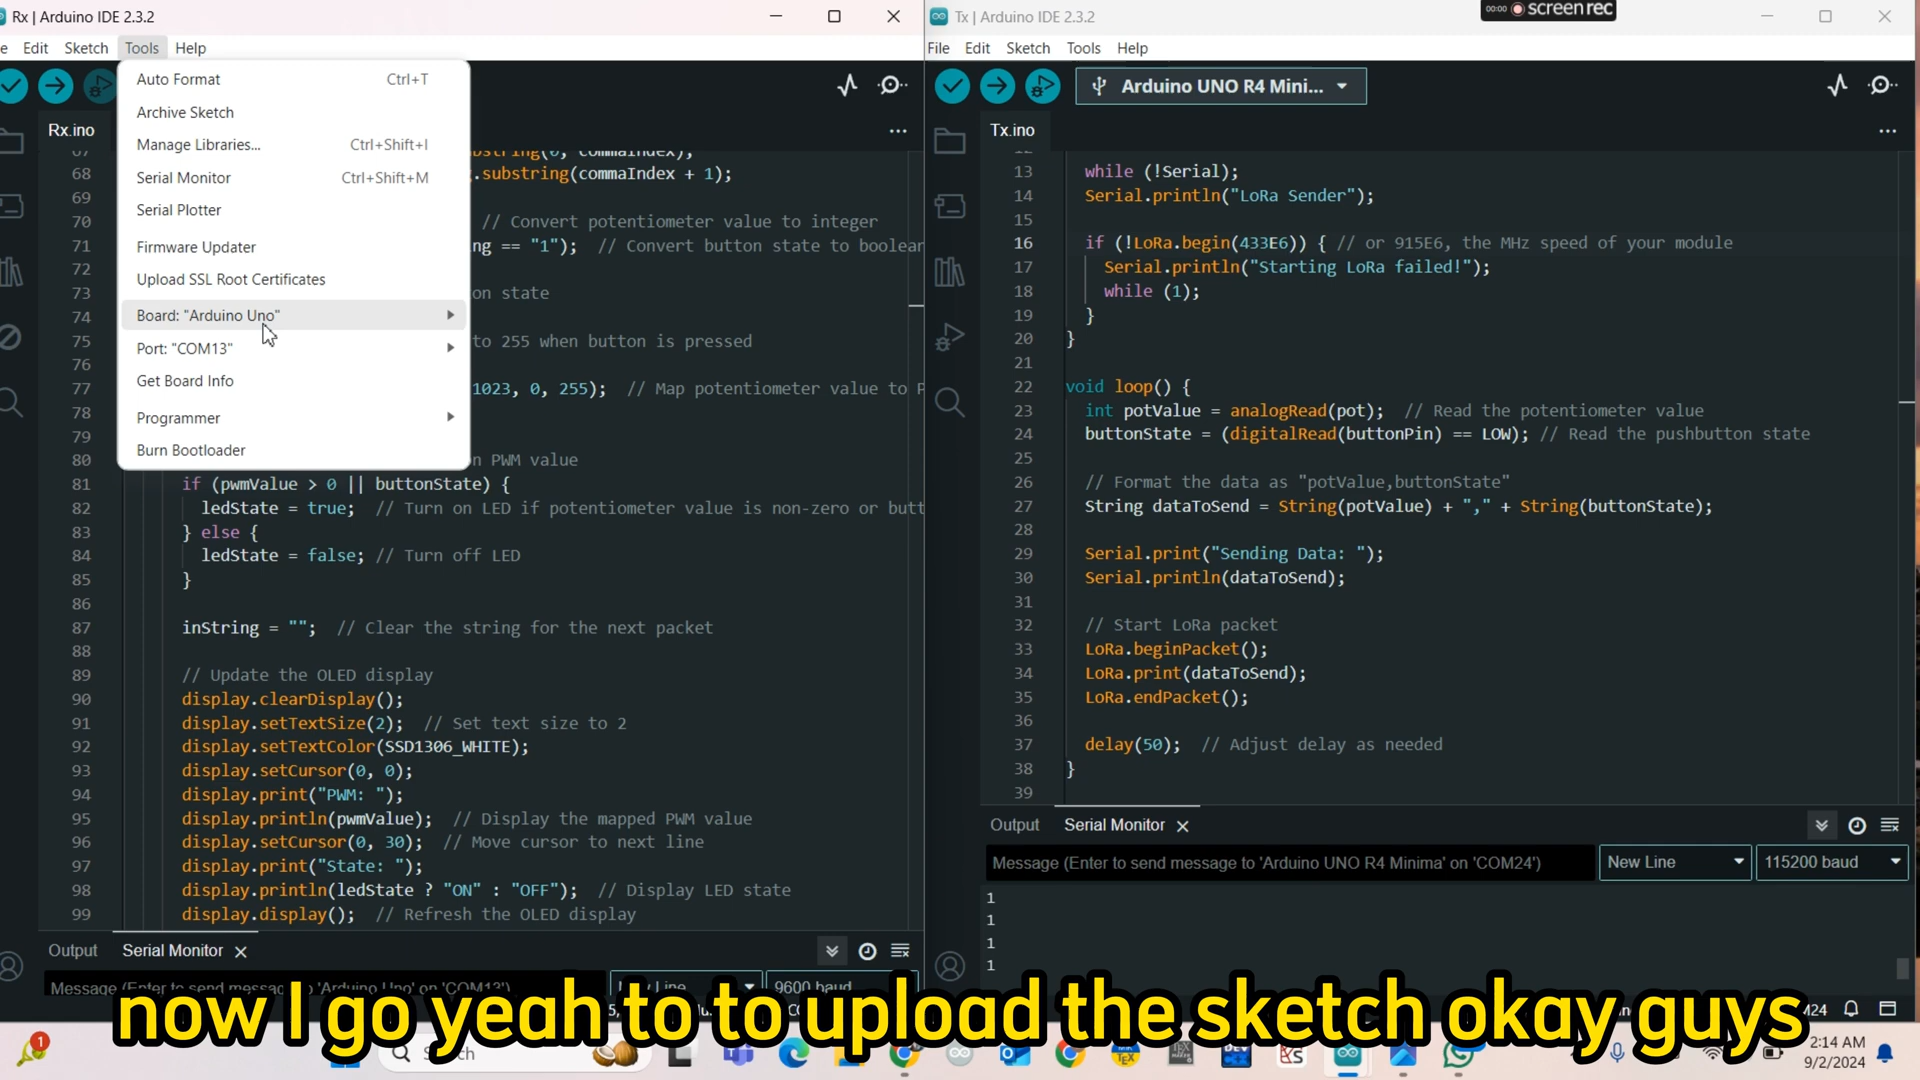 Rx | Arduino IDE 2.3.2
Edit Sketch Tools Help
Auto Format Ctrl+T
Archive Sketch
Manage Libraries... Ctrl+Shift+I
Serial Monitor Ctrl+Shift+M
Serial Plotter
Firmware Updater
Upload SSL Root Certificates
Board: "Arduino Uno"
Port: "COM13"
Get Board Info
Programmer
Burn Bootloader
Rx.ino
68 .substring(commaIndex + 1);
69
70 // Convert potentiometer value to integer
71 ng == "1"); // Convert button state to boolean
72
73 on state
74
75 to 255 when button is pressed
76
77 1023, 0, 255); // Map potentiometer value to P
78
79
80 n PWM value
81 if (pwmValue > 0 || buttonState) {
82 ledState = true; // Turn on LED if potentiometer value is non-zero or butt
83 } else {
84 ledState = false; // Turn off LED
85 }
86
87 inString = ""; // Clear the string for the next packet
88
89 // Update the OLED display
90 display.clearDisplay();
91 display.setTextSize(2); // Set text size to 2
92 display.setTextColor(SSD1306_WHITE);
93 display.setCursor(0, 0);
94 display.print("PWM: ");
95 display.println(pwmValue); // Display the mapped PWM value
96 display.setCursor(0, 30); // Move cursor to next line
97 display.print("State: ");
98 display.println(ledState ? "ON" : "OFF"); // Display LED state
99 display.display(); // Refresh the OLED display
Output Serial Monitor
9600 baud
Tx | Arduino IDE 2.3.2
00:00 screen rec
File Edit Sketch Tools Help
Arduino UNO R4 Mini...
Tx.ino
13 while (!Serial);
14 Serial.println("LoRa Sender");
15
16 if (!LoRa.begin(433E6)) { // or 915E6, the MHz speed of your module
17 Serial.println("Starting LoRa failed!");
18 while (1);
19 }
20 }
21
22 void loop() {
23 int potValue = analogRead(pot); // Read the potentiometer value
24 buttonState = (digitalRead(buttonPin) == LOW); // Read the pushbutton state
25
26 // Format the data as "potValue,buttonState"
27 String dataToSend = String(potValue) + "," + String(buttonState);
28
29 Serial.print("Sending Data: ");
30 Serial.println(dataToSend);
31
32 // Start LoRa packet
33 LoRa.beginPacket();
34 LoRa.print(dataToSend);
35 LoRa.endPacket();
36
37 delay(50); // Adjust delay as needed
38 }
39
Output Serial Monitor
Message (Enter to send message to 'Arduino UNO R4 Minima' on 'COM24') New Line 115200 baud
1
1
1
1
now I go yeah to to upload the sketch okay guys
1
2:14 AM
9/2/2024